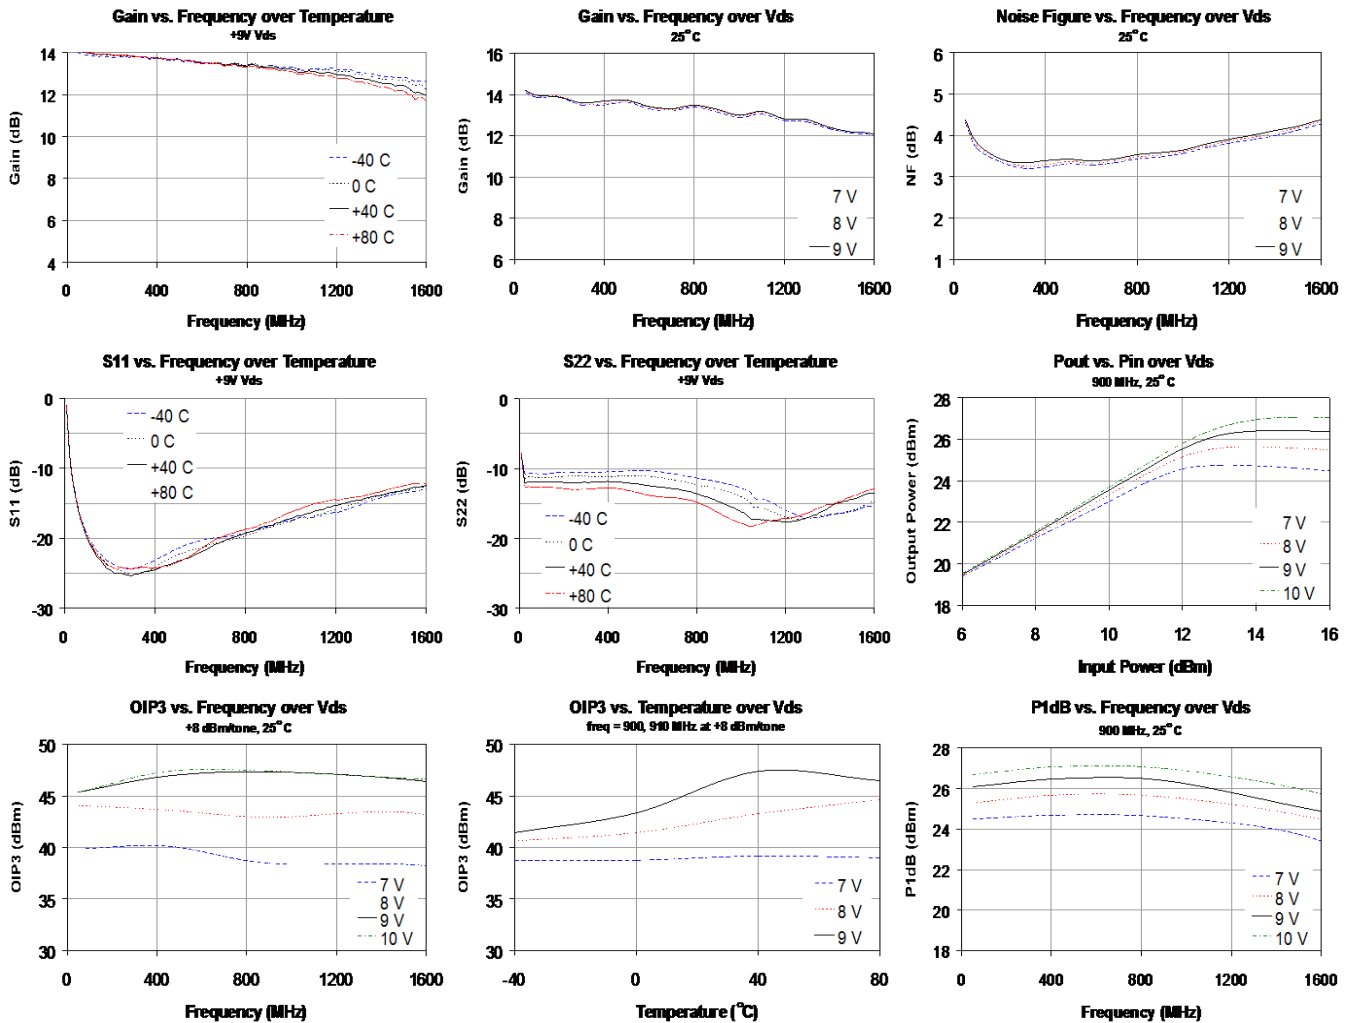 Gain vs. Frequency over Temperature
+9V Vds
14
12
10
8
6
4
Gain (dB)
-40 C
0 C
+40 C
+80 C
0 400 800 1200 1600
Frequency (MHz)
Gain vs. Frequency over Vds
25°C
16
14
12
10
8
6
Gain (dB)
7 V
8 V
9 V
0 400 800 1200 1600
Frequency (MHz)
Noise Figure vs. Frequency over Vds
25°C
6
5
4
3
2
1
NF (dB)
7 V
8 V
9 V
0 400 800 1200 1600
Frequency (MHz)
S11 vs. Frequency over Temperature
+9V Vds
0
-10
-20
-30
S11 (dB)
-40 C
0 C
+40 C
+80 C
0 400 800 1200 1600
Frequency (MHz)
S22 vs. Frequency over Temperature
+9V Vds
0
-10
-20
-30
S22 (dB)
-40 C
0 C
+40 C
+80 C
0 400 800 1200 1600
Frequency (MHz)
Pout vs. Pin over Vds
900 MHz, 25°C
28
26
24
22
20
18
Output Power (dBm)
7 V
8 V
9 V
10 V
6 8 10 12 14 16
Input Power (dBm)
OIP3 vs. Frequency over Vds
+8 dBm/tone, 25°C
50
45
40
35
30
OIP3 (dBm)
7 V
8 V
9 V
10 V
0 400 800 1200 1600
Frequency (MHz)
OIP3 vs. Temperature over Vds
freq = 900, 910 MHz at +8 dBm/tone
50
45
40
35
30
OIP3 (dBm)
7 V
8 V
9 V
-40 0 40 80
Temperature (°C)
P1dB vs. Frequency over Vds
900 MHz, 25°C
28
26
24
22
20
18
P1dB (dBm)
7 V
8 V
9 V
10 V
0 400 800 1200 1600
Frequency (MHz)